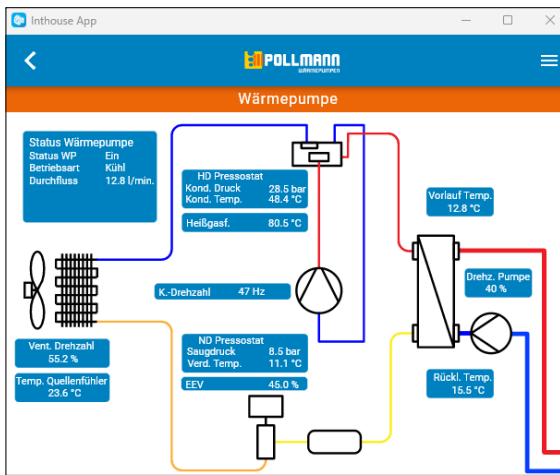 Inthouse App
POLLMANN
WÄRMEPUMPEN
Wärmepumpe
Status Wärmepumpe
Status WP Ein
Betriebsart Kühl
Durchfluss 12.8 l/min.
HD Pressostat
Kond. Druck 28.5 bar
Kond. Temp. 48.4 °C
Heißgasf. 80.5 °C
Vorlauf Temp.
12.8 °C
K.-Drehzahl 47 Hz
Drehz. Pumpe
40 %
Vent. Drehzahl
55.2 %
Temp. Quellenfühler
23.6 °C
ND Pressostat
Saugdruck 8.5 bar
Verd. Temp. 11.1 °C
EEV 45.0 %
Rückl. Temp.
15.5 °C